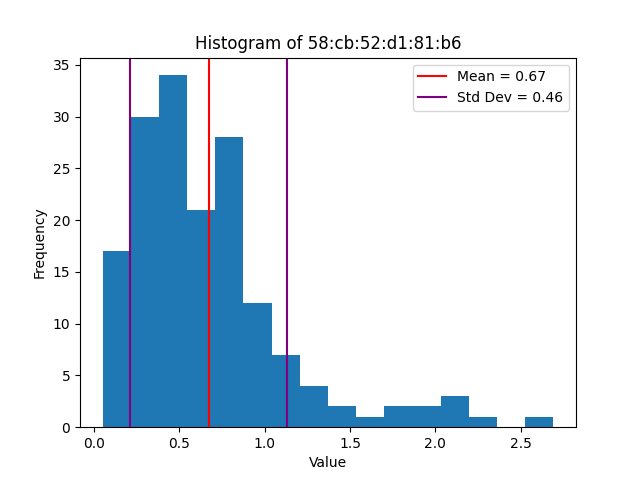 Histogram of 58:cb:52:d1:81:b6
Mean = 0.67
Std Dev = 0.46
35
30
25
20
15
10
5
0
Frequency
0.0 0.5 1.0 1.5 2.0 2.5
Value